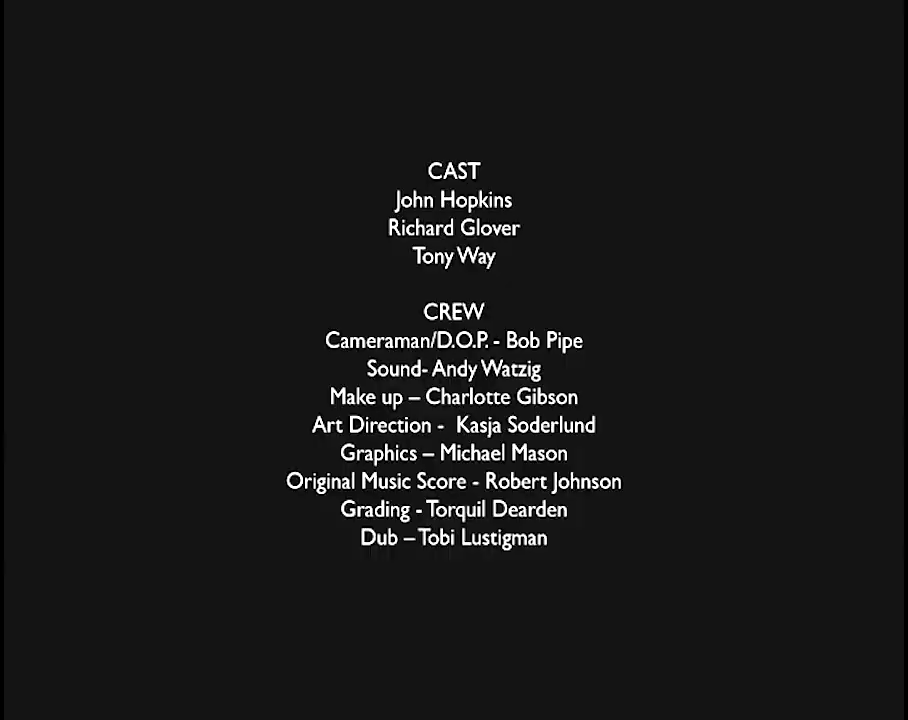 CAST
John Hopkins
Richard Glover
Tony Way
CREW
Cameraman/D.O.P. - Bob Pipe
Sound- Andy Watzig
Make up – Charlotte Gibson
Art Direction -  Kasja Soderlund
Graphics – Michael Mason
Original Music Score - Robert Johnson
Grading - Torquil Dearden
Dub – Tobi Lustigman